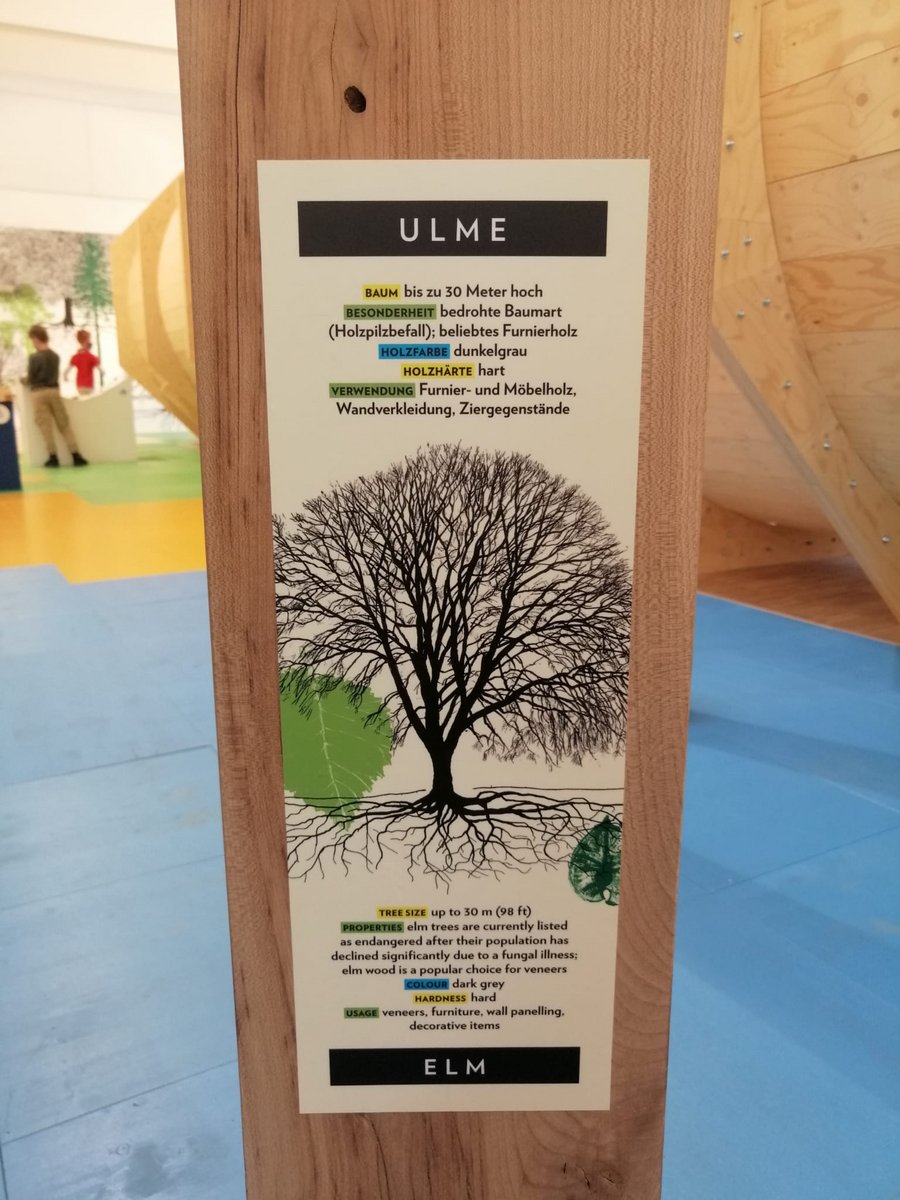 ULME
BAUM bis zu 30 Meter hoch
BESONDERHEIT bedrohte Baumart
(Holzpilzbefall); beliebtes Furnierholz
HOLZFARBE dunkelgrau
HOLZHÄRTE hart
VERWENDUNG Furnier- und Möbelholz,
Wandverkleidung, Ziergegenstände
TREE SIZE up to 30 m (98 ft)
PROPERTIES elm trees are currently listed
as endangered after their population has
declined significantly due to a fungal illness;
elm wood is a popular choice for veneers
COLOUR dark grey
HARDNESS hard
USAGE veneers, furniture, wall panelling,
decorative items
ELM